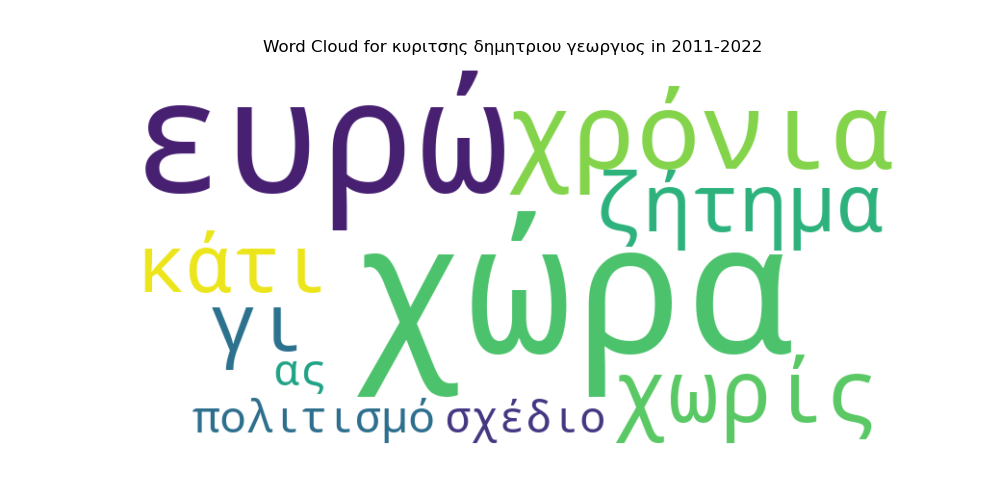 Word Cloud for κυριτσης δημητριου γεωργιος in 2011-2022
ευρώ χρόνια
ζήτημα
κάτι χώρα
γι
ας χωρίς
πολιτισμό σχέδιο